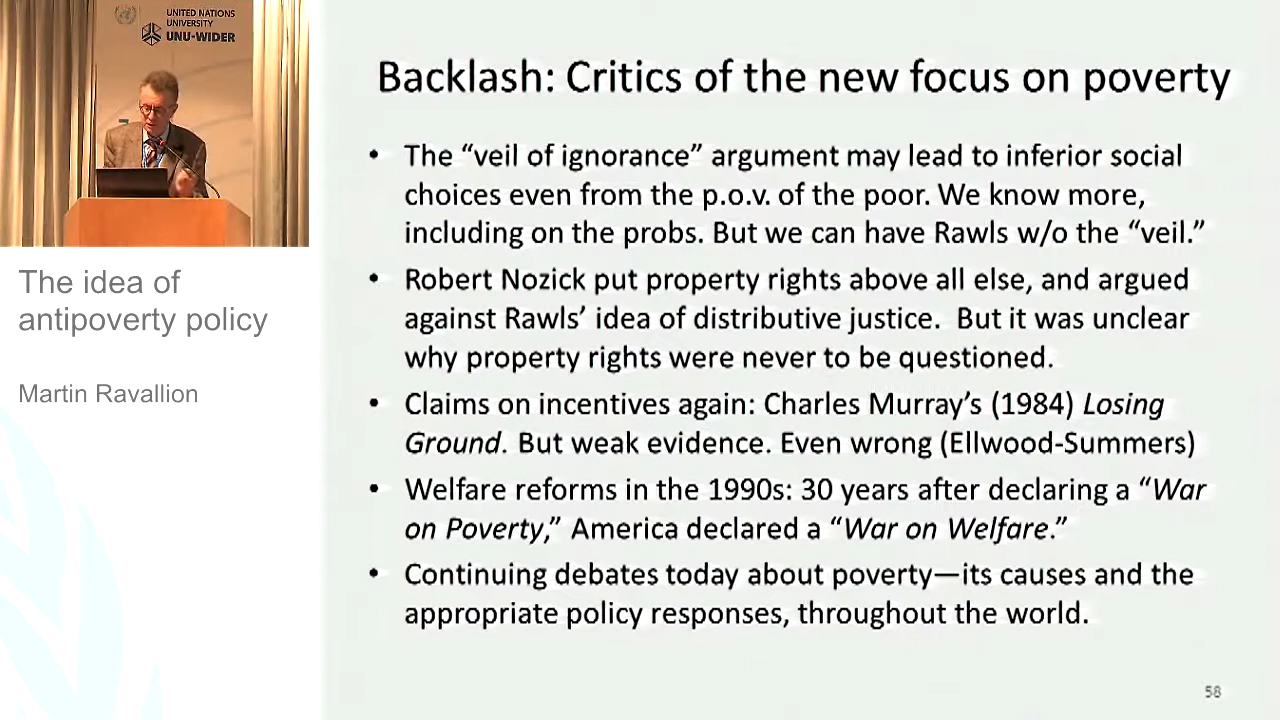 UNITED NATIONS
UNIVERSITY
UNU-WIDER
The idea of
antipoverty policy
Martin Ravallion
Backlash: Critics of the new focus on poverty
• The “veil of ignorance” argument may lead to inferior social
choices even from the p.o.v. of the poor. We know more,
including on the probs. But we can have Rawls w/o the “veil.”
• Robert Nozick put property rights above all else, and argued
against Rawls’ idea of distributive justice.  But it was unclear
why property rights were never to be questioned.
• Claims on incentives again: Charles Murray’s (1984) Losing
Ground. But weak evidence. Even wrong (Ellwood-Summers)
• Welfare reforms in the 1990s: 30 years after declaring a “War
on Poverty,” America declared a “War on Welfare.”
• Continuing debates today about poverty—its causes and the
appropriate policy responses, throughout the world.
58